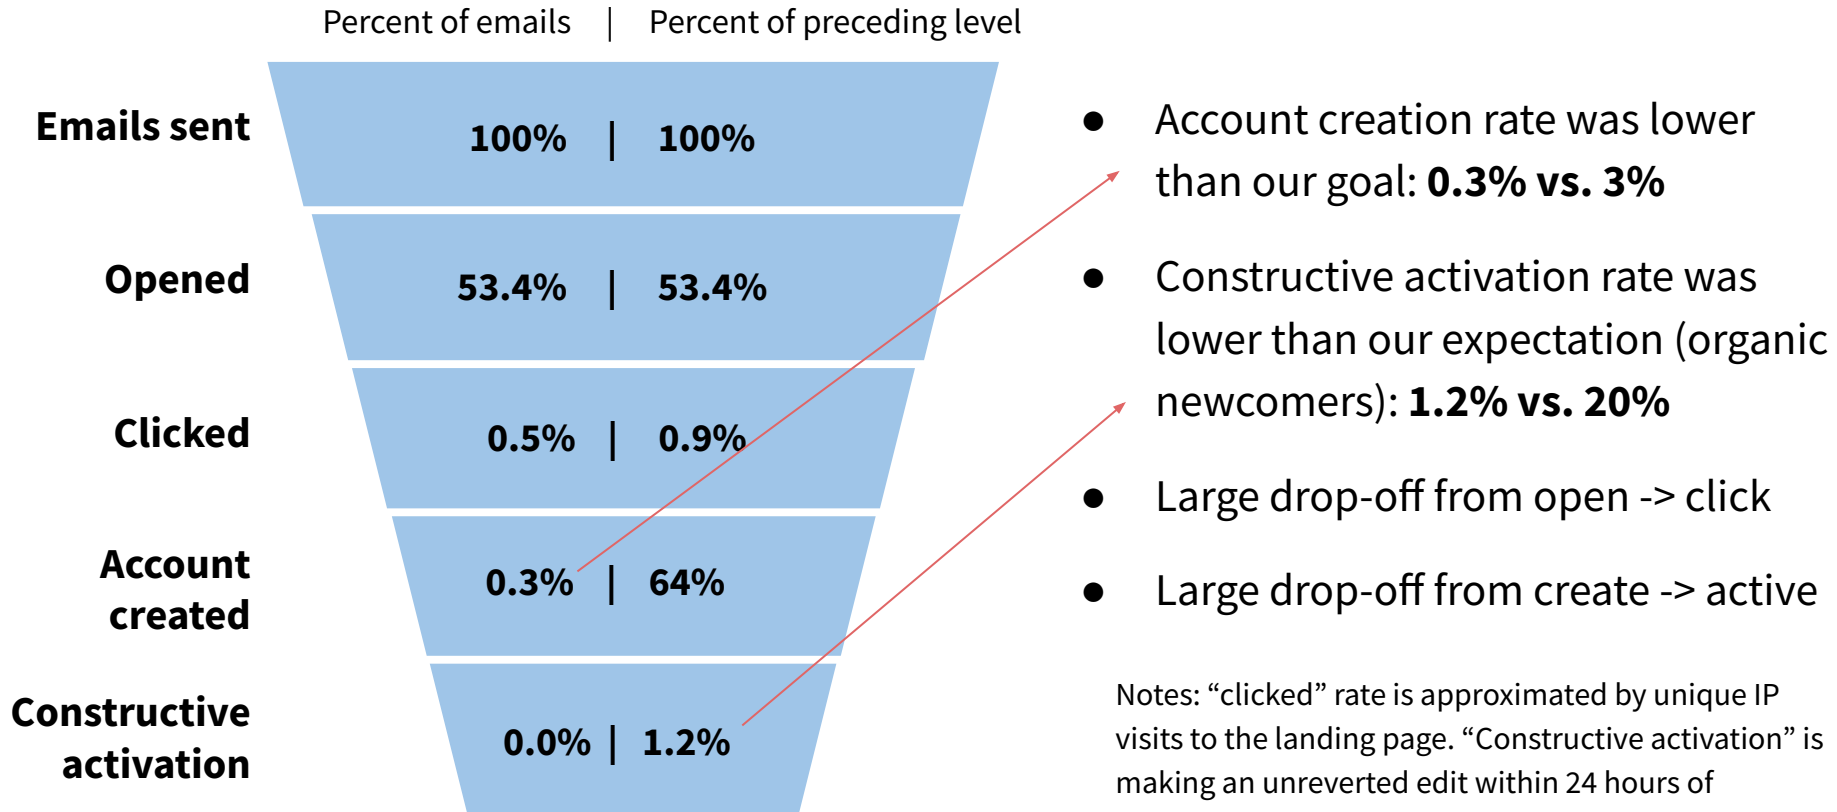 Percent of emails | Percent of preceding level
Emails sent
100% | 100%
Opened
53.4% | 53.4%
Clicked
0.5% | 0.9%
Account
created
0.3% | 64%
Constructive
activation
0.0% | 1.2%
● Account creation rate was lower
than our goal: 0.3% vs. 3%
● Constructive activation rate was
lower than our expectation (organic
newcomers): 1.2% vs. 20%
● Large drop-off from open -> click
● Large drop-off from create -> active
Notes: “clicked” rate is approximated by unique IP
visits to the landing page. “Constructive activation” is
making an unreverted edit within 24 hours of